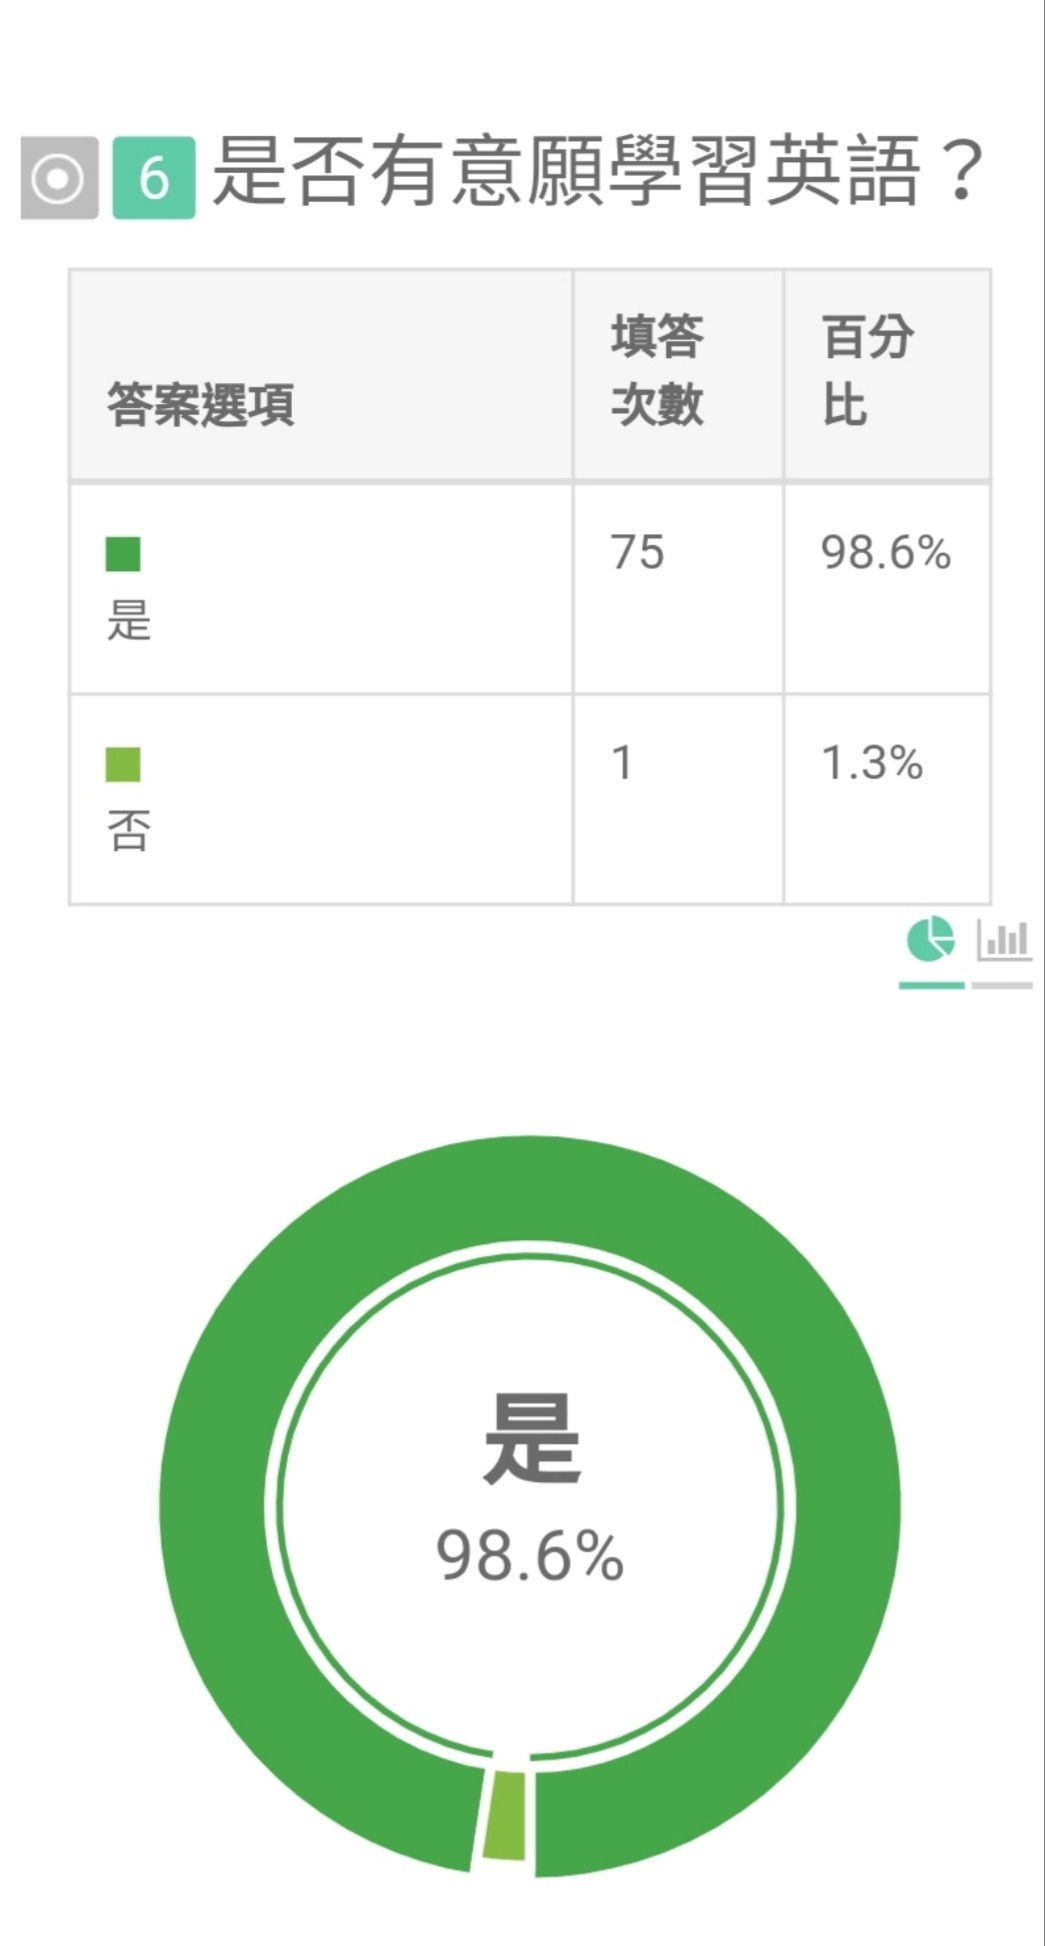 6 是否有意願學習英語？
答案選項 填答次數 百分比
是 75 98.6%
否 1 1.3%
是
98.6%